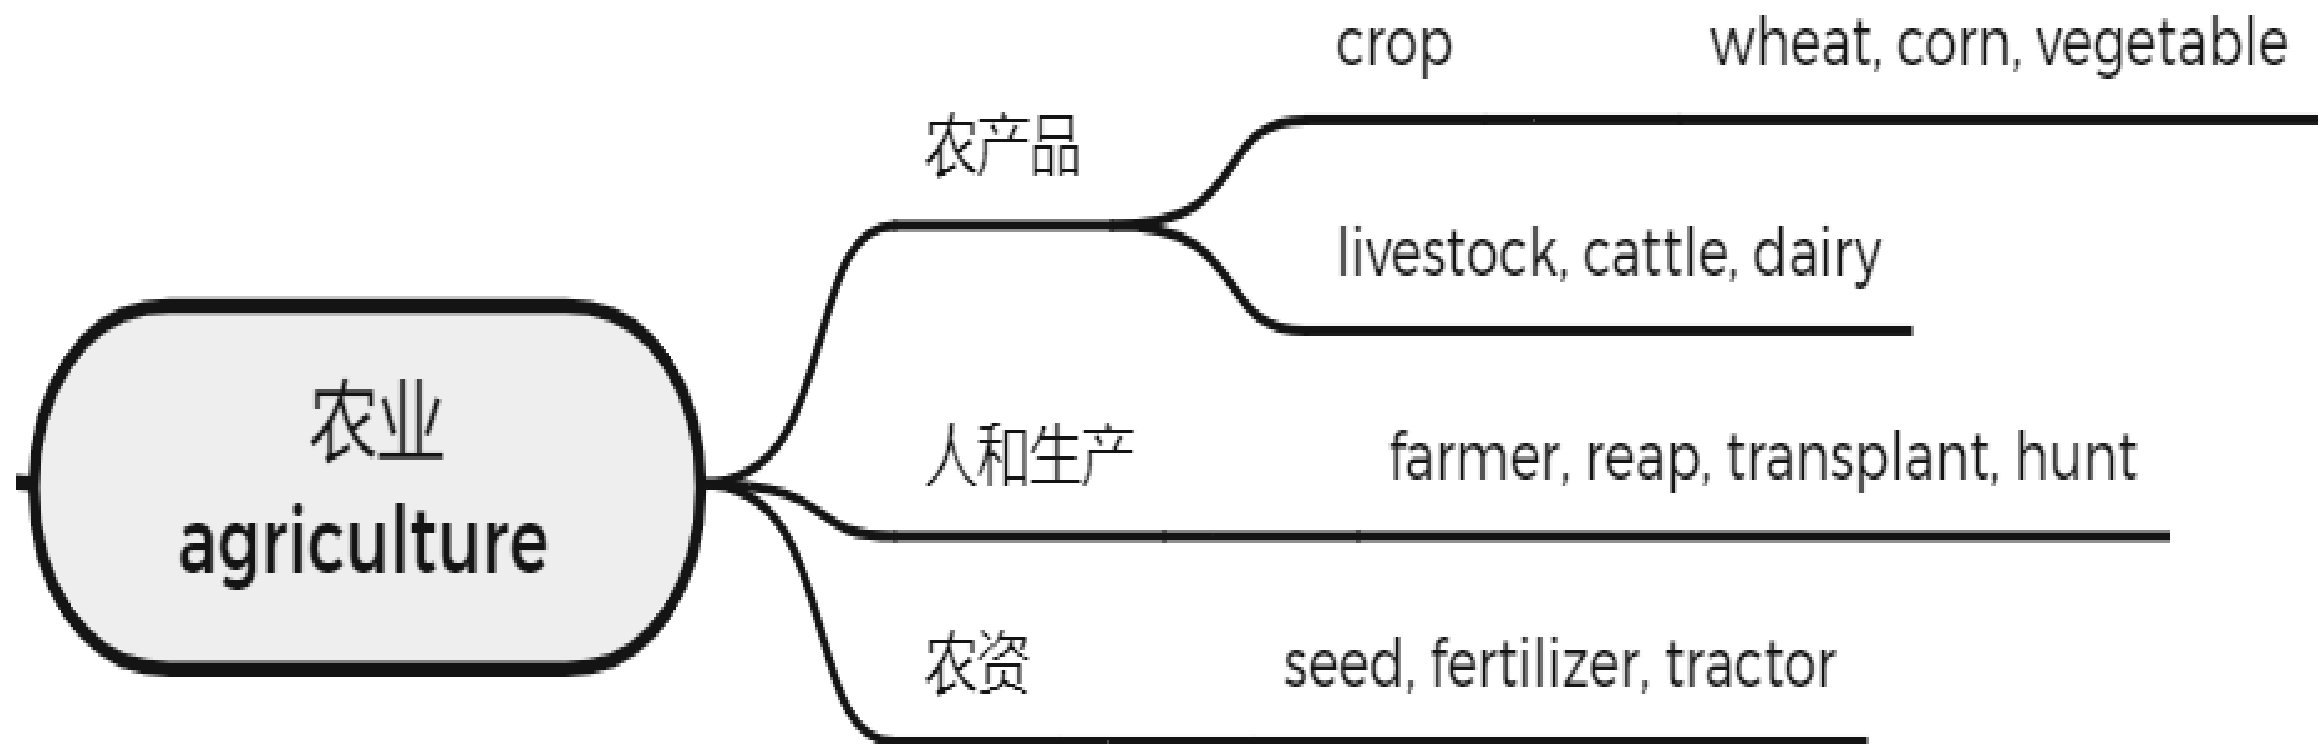 crop wheat, corn, vegetable
农产品
livestock, cattle, dairy
农业
agriculture
人和生产 farmer, reap, transplant, hunt
农资 seed, fertilizer, tractor